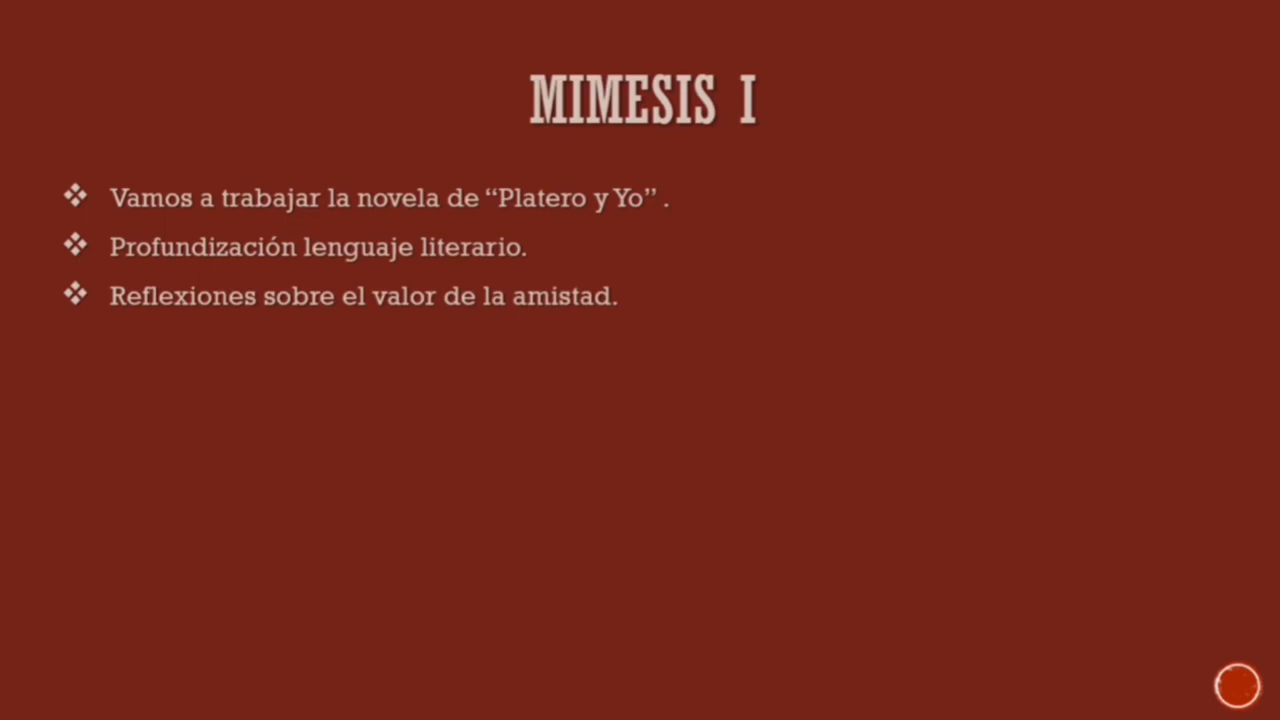 MIMESIS I
Vamos a trabajar la novela de “Platero y Yo” .
Profundización lenguaje literario.
Reflexiones sobre el valor de la amistad.